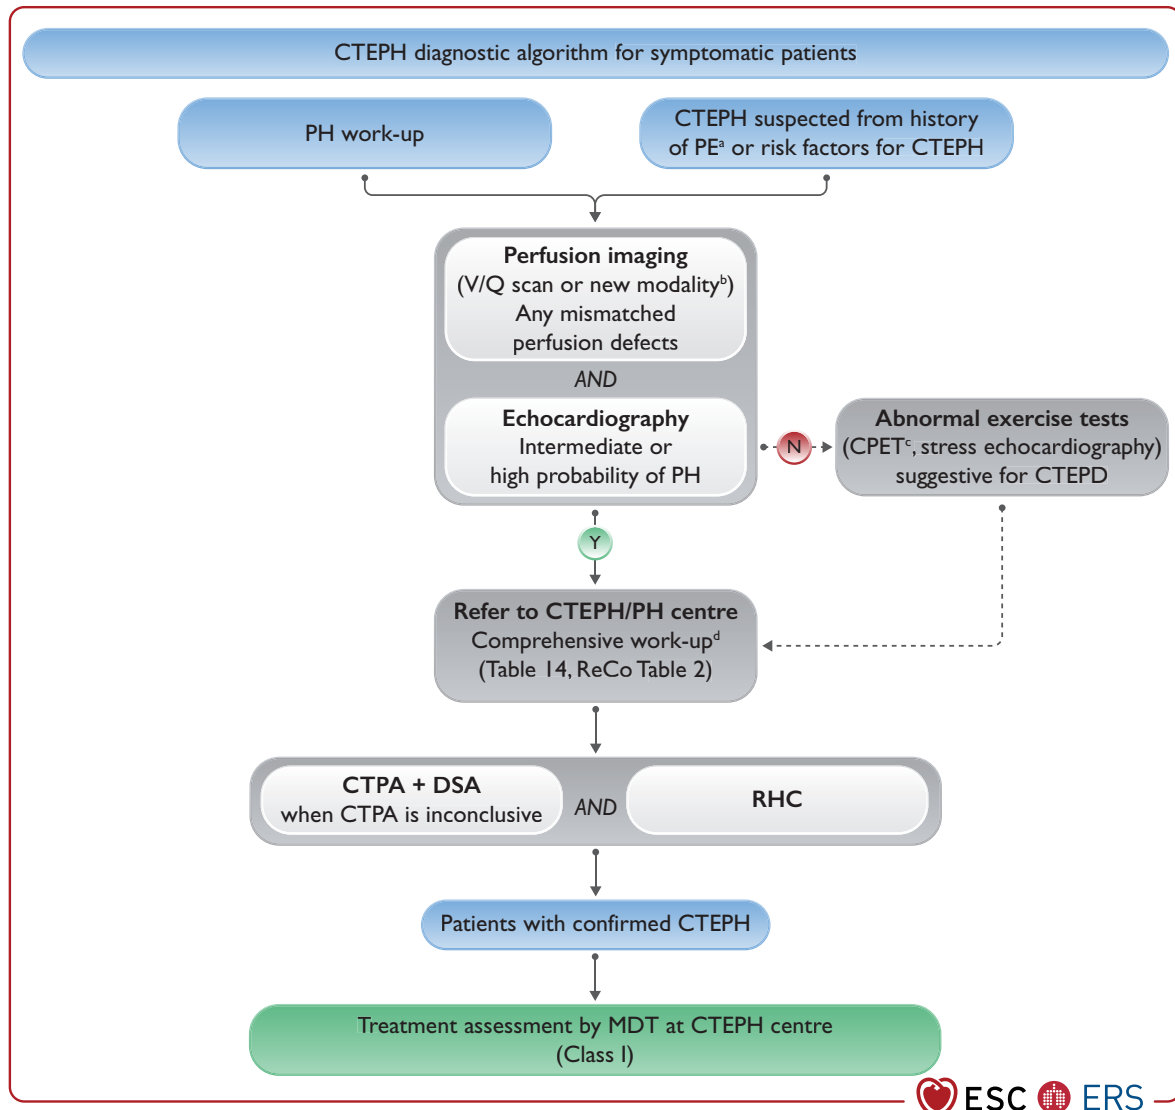 CTEPH diagnostic algorithm for symptomatic patients
PH work-up
CTEPH suspected from history
of PEᵃ or risk factors for CTEPH
Perfusion imaging
(V/Q scan or new modalityᵇ)
Any mismatched
perfusion defects
AND
Echocardiography
Intermediate or
high probability of PH
N
Abnormal exercise tests
(CPETᶜ, stress echocardiography)
suggestive for CTEPD
Y
Refer to CTEPH/PH centre
Comprehensive work-upᵈ
(Table 14, ReCo Table 2)
CTPA + DSA
when CTPA is inconclusive
AND
RHC
Patients with confirmed CTEPH
Treatment assessment by MDT at CTEPH centre
(Class I)
ESC ERS